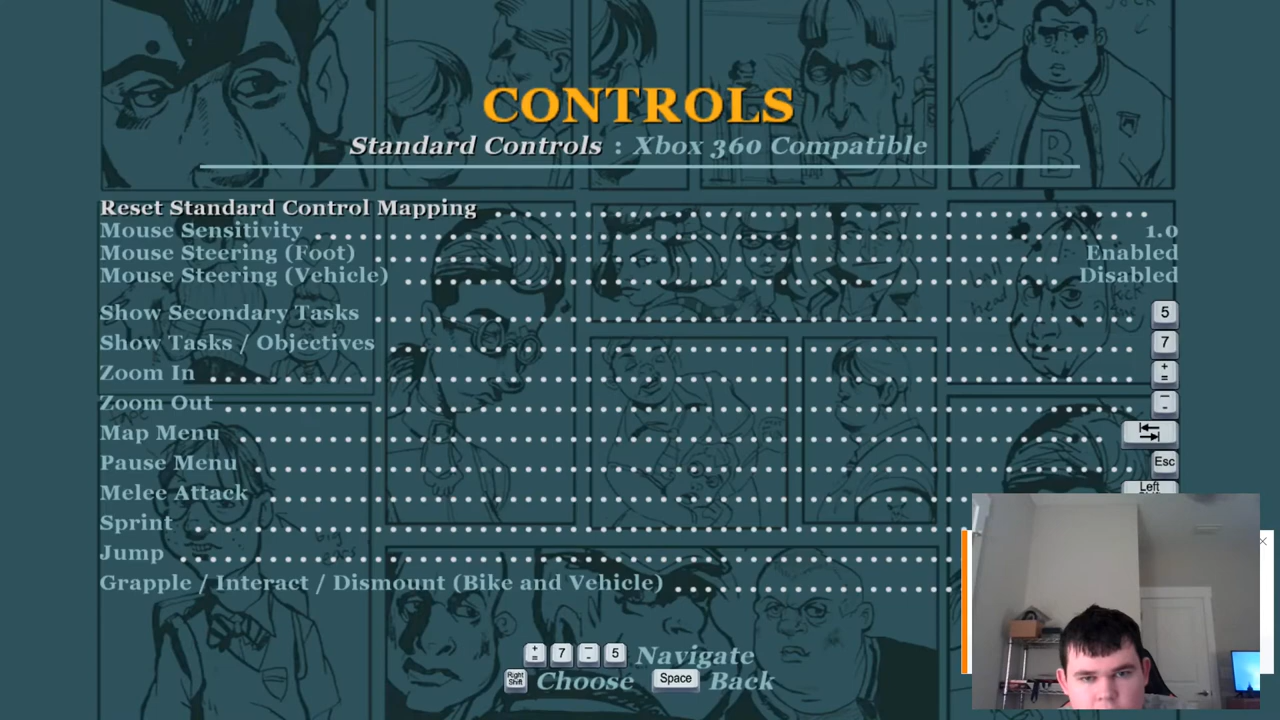 CONTROLS
Standard Controls : Xbox 360 Compatible
Reset Standard Control Mapping
Mouse Sensitivity 1.0
Mouse Steering (Foot) Enabled
Mouse Steering (Vehicle) Disabled
Show Secondary Tasks 5
Show Tasks / Objectives 7
Zoom In + =
Zoom Out — -
Map Menu
Pause Menu Esc
Melee Attack Left
Sprint
Jump
Grapple / Interact / Dismount (Bike and Vehicle)
+ = 7 — - 5 Navigate
Right Shift Choose Space Back
B
big ears